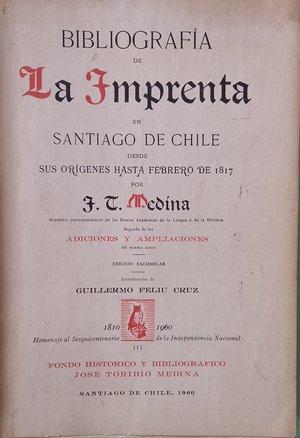 BIBLIOGRAFÍA
DE
La Imprenta
EN
SANTIAGO DE CHILE
DESDE
SUS ORÍGENES HASTA FEBRERO DE 1817
POR
J. T. Medina
Miembro correspondiente de las Reales Academias de la Lengua y de la Historia
Seguida de las
ADICIONES Y AMPLIACIONES
del mismo autor
EDICION FACSIMILAR
Introducción de
GUILLERMO FELIU CRUZ
1810 1960
Homenaje al Sesquicentenario de la Independencia Nacional
III
FONDO HISTORICO Y BIBLIOGRAFICO
JOSE TORIBIO MEDINA
SANTIAGO DE CHILE, 1960